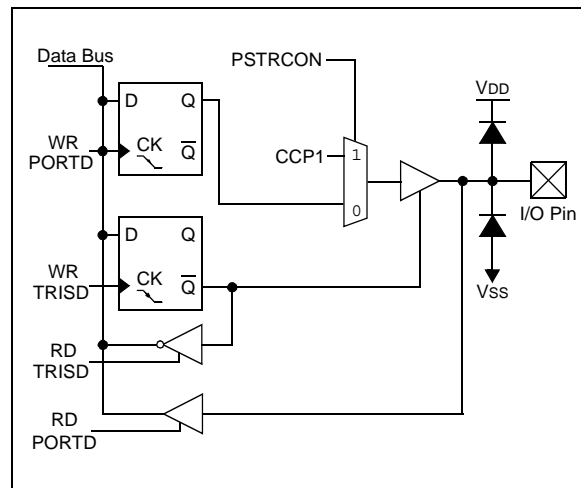 Data Bus
PSTRCON
VDD
D Q
WR
PORTD
CK Q
CCP1
1
0
I/O Pin
D Q
WR
TRISD
CK Q
VSS
RD
TRISD
RD
PORTD